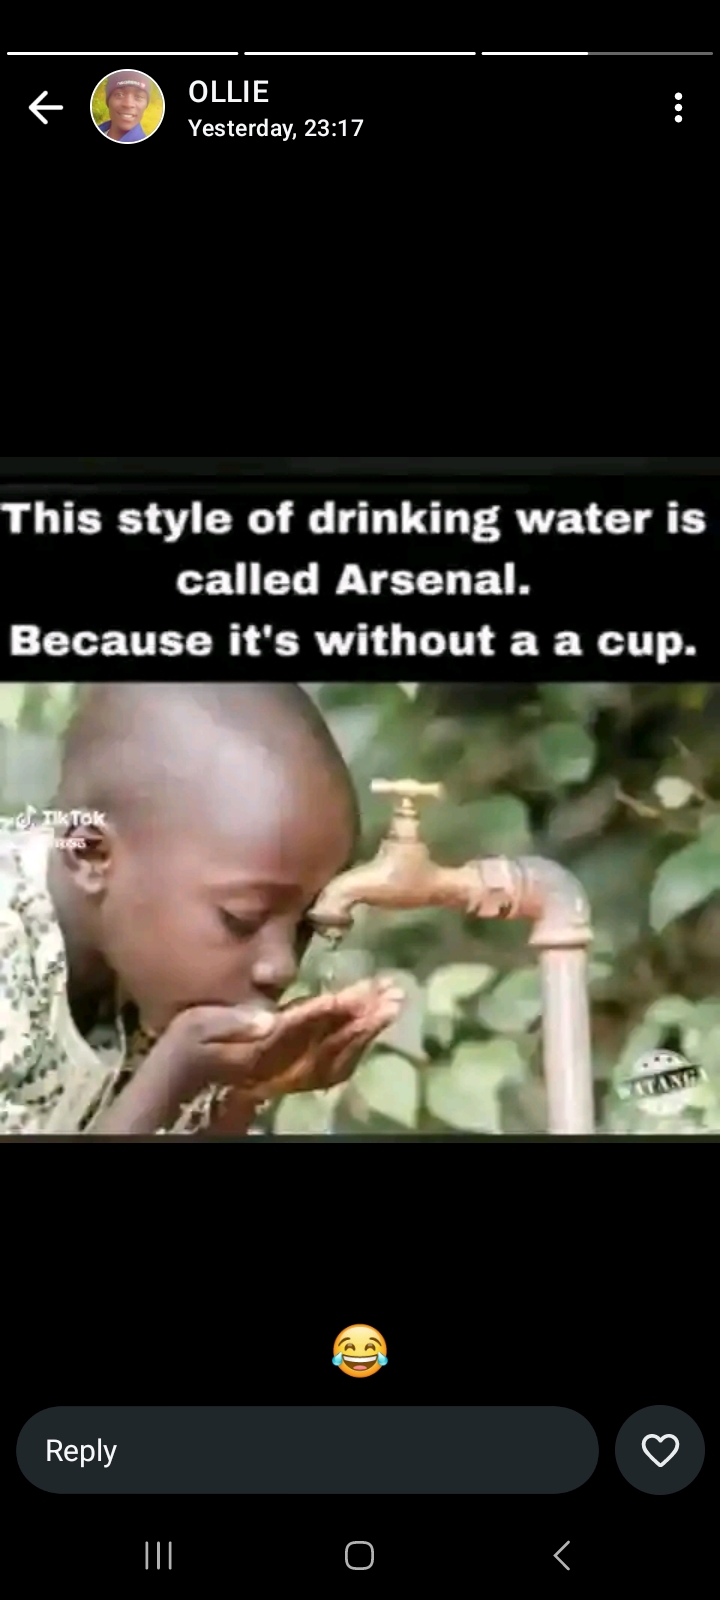 OLLIE
Yesterday, 23:17
This style of drinking water is
called Arsenal.
Because it's without a a cup.
TikTok
Reply